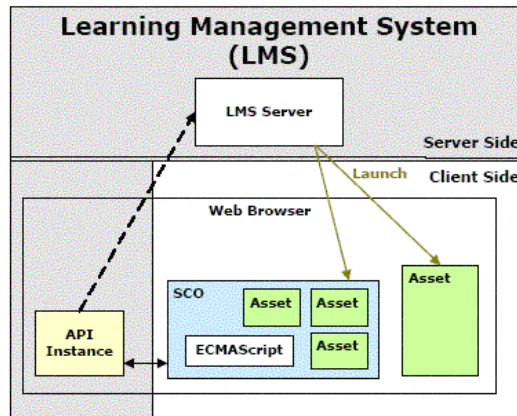 Learning Management System
(LMS)
LMS Server
Server Side
Launch
Client Side
Web Browser
SCO
Asset
Asset
Asset
API
Instance
ECMAScript
Asset